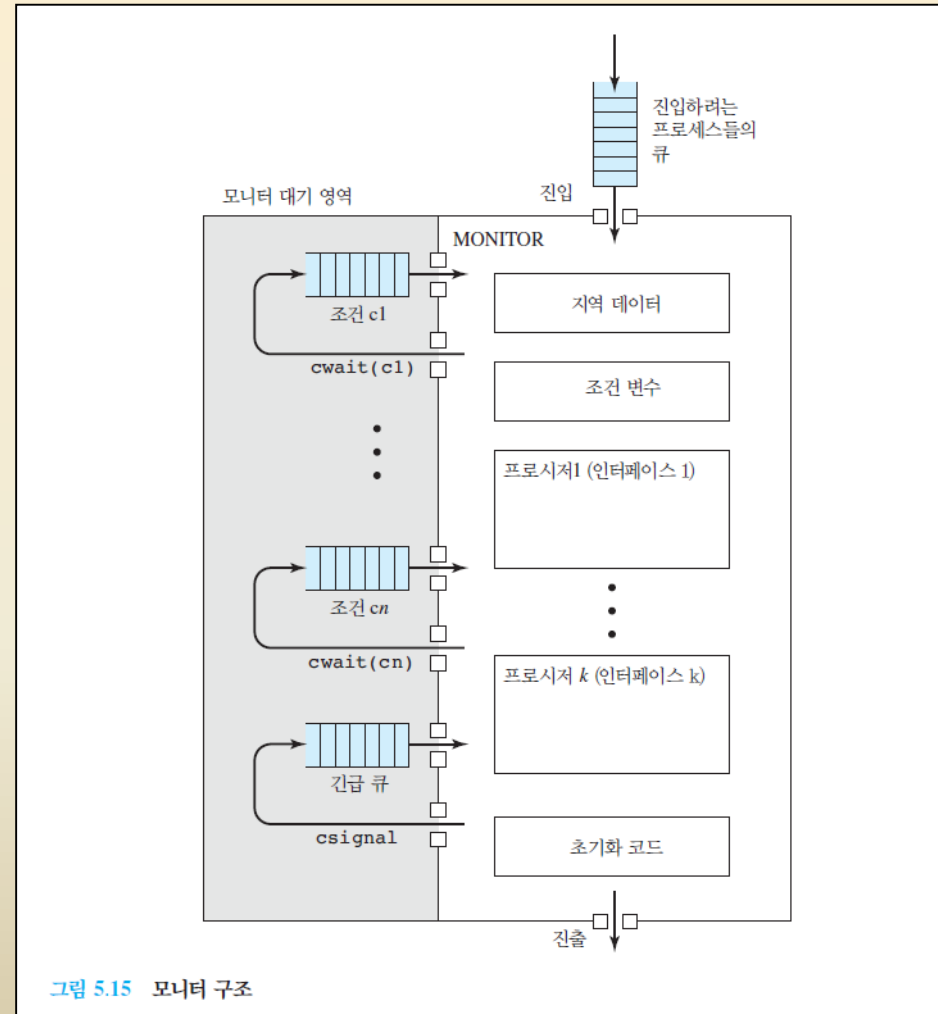 진입하려는
프로세스들의
큐
진입
모니터 대기 영역
MONITOR
조건 c1
cwait(c1)
지역 데이터
조건 변수
프로시저1 (인터페이스 1)
조건 cn
cwait(cn)
프로시저 k (인터페이스 k)
긴급 큐
csignal
초기화 코드
진출
그림 5.15 모니터 구조